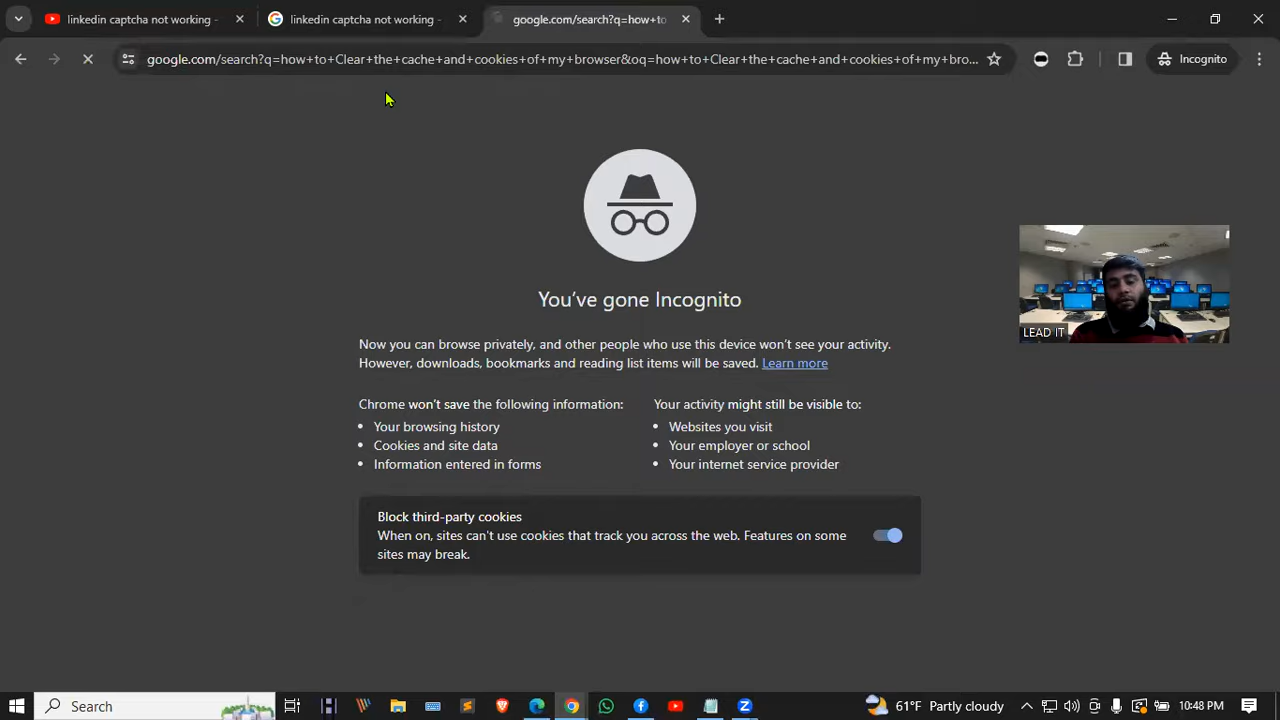 linkedin captcha not working -
linkedin captcha not working -
google.com/search?q=how+to
google.com/search?q=how+to+Clear+the+cache+and+cookies+of+my+browser&oq=how+to+Clear+the+cache+and+cookies+of+my+bro...
Incognito
You've gone Incognito
Now you can browse privately, and other people who use this device won't see your activity.
However, downloads, bookmarks and reading list items will be saved. Learn more
Chrome won't save the following information:
• Your browsing history
• Cookies and site data
• Information entered in forms
Your activity might still be visible to:
• Websites you visit
• Your employer or school
• Your internet service provider
Block third-party cookies
When on, sites can't use cookies that track you across the web. Features on some
sites may break.
LEAD IT
Search
61°F Partly cloudy
10:48 PM